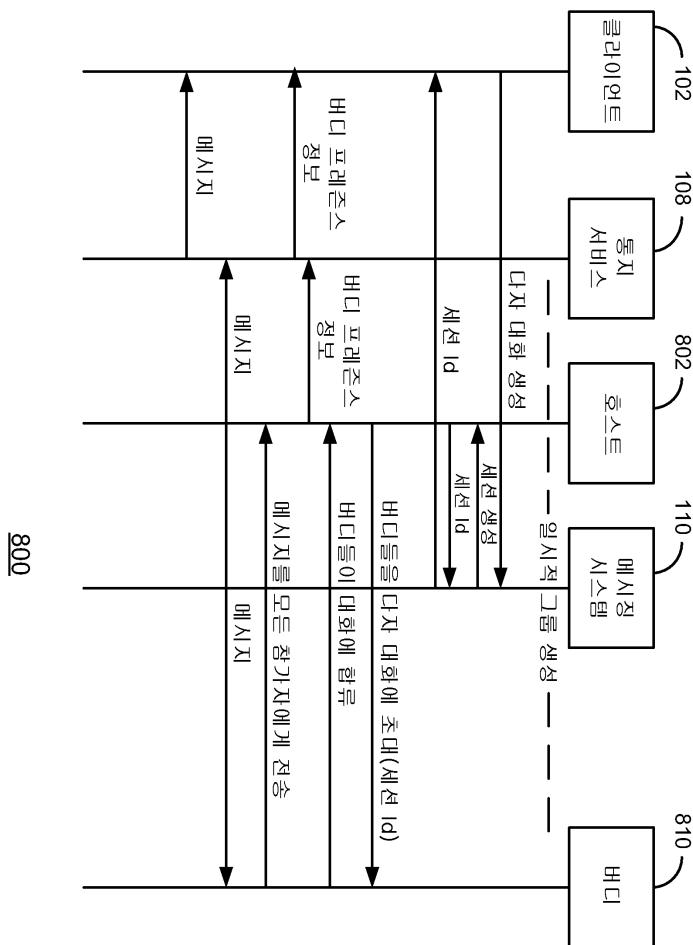 102
클라이언트
108
통지
서비스
802
호스트
110
메시징
시스템
810
버디
일시적 그룹 생성
다자 대화 생성
세션 생성
세션 Id
세션 Id
버디들을 다자 대화에 초대(세션 Id)
버디들이 대화에 합류
버디 프레즌스
정보
버디 프레즌스
정보
메시지를 모든 참가자에게 전송
메시지
메시지
메시지
800